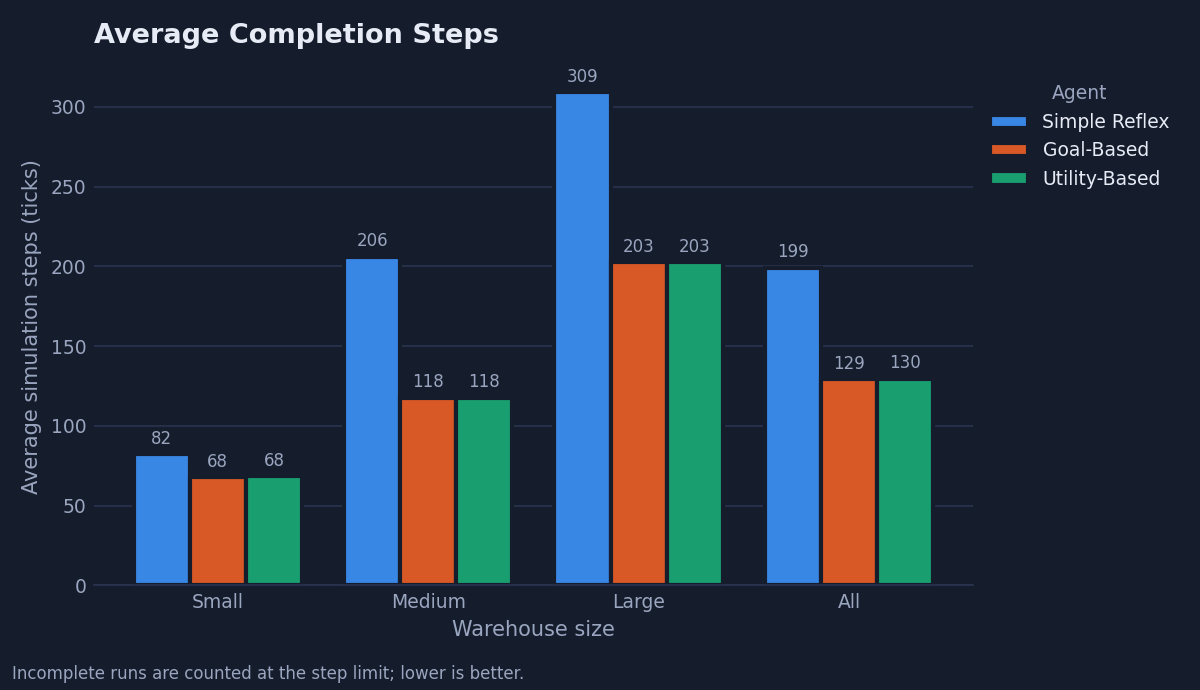 Average Completion Steps
Average simulation steps (ticks)
300
250
200
150
100
50
0
82
68
68
206
118
118
309
203
203
199
129
130
Small
Medium
Large
All
Warehouse size
Agent
Simple Reflex
Goal-Based
Utility-Based
Incomplete runs are counted at the step limit; lower is better.